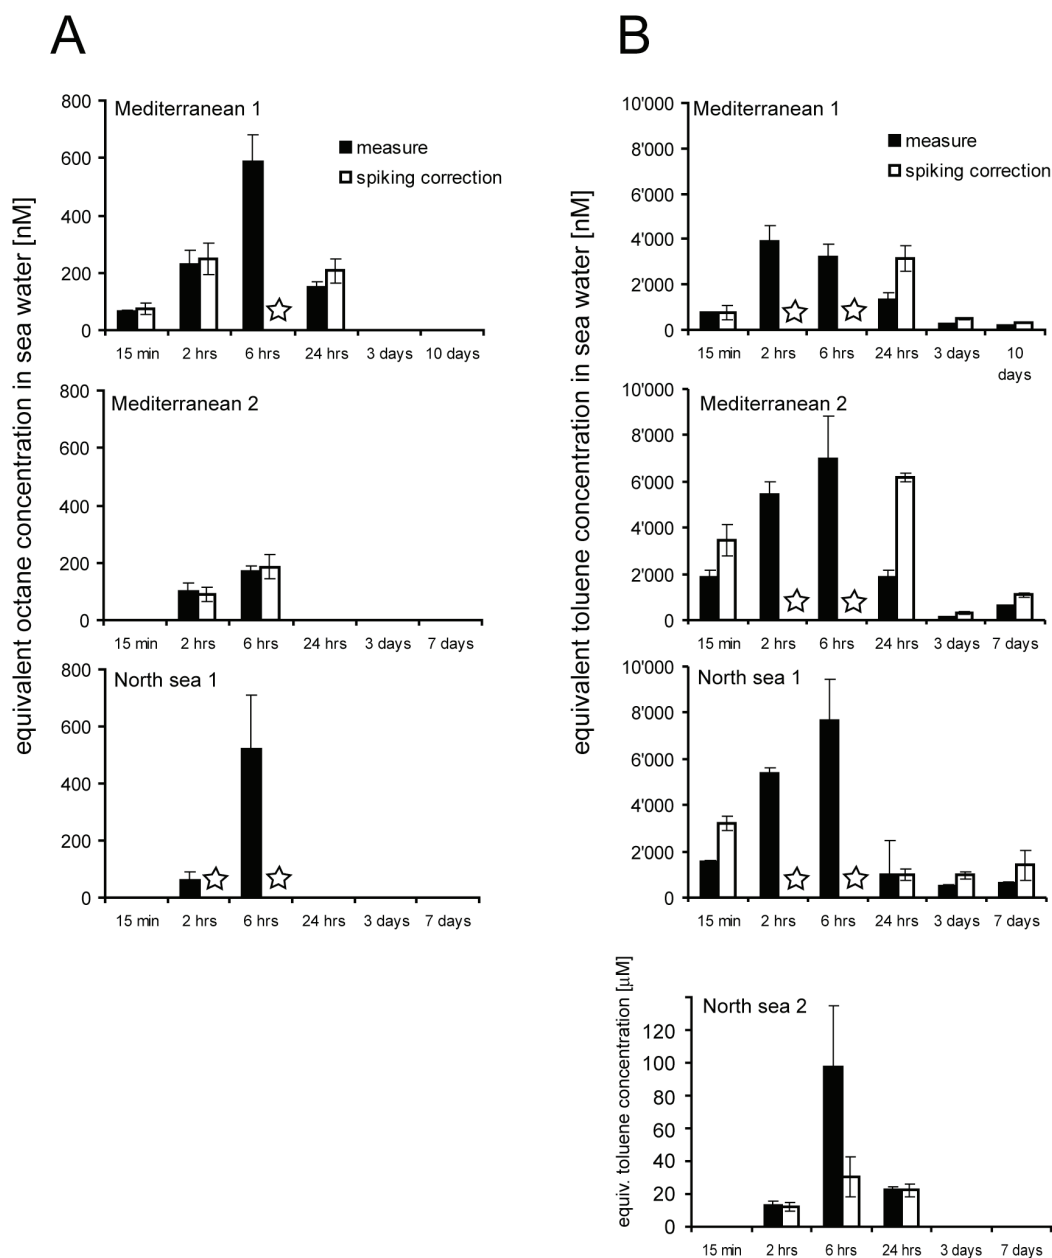 A
equivalent octane concentration in sea water [nM]
800
600
400
200
0
Mediterranean 1
measure
spiking correction
15 min 2 hrs 6 hrs 24 hrs 3 days 10 days
800
600
400
200
0
Mediterranean 2
15 min 2 hrs 6 hrs 24 hrs 3 days 7 days
800
600
400
200
0
North sea 1
15 min 2 hrs 6 hrs 24 hrs 3 days 7 days
B
equivalent toluene concentration in sea water [nM]
10'000
8'000
6'000
4'000
2'000
0
Mediterranean 1
measure
spiking correction
15 min 2 hrs 6 hrs 24 hrs 3 days 10
days
10'000
8'000
6'000
4'000
2'000
0
Mediterranean 2
15 min 2 hrs 6 hrs 24 hrs 3 days 7 days
10'000
8'000
6'000
4'000
2'000
0
North sea 1
15 min 2 hrs 6 hrs 24 hrs 3 days 7 days
equiv. toluene concentration [µM]
120
100
80
60
40
20
0
North sea 2
15 min 2 hrs 6 hrs 24 hrs 3 days 7 days